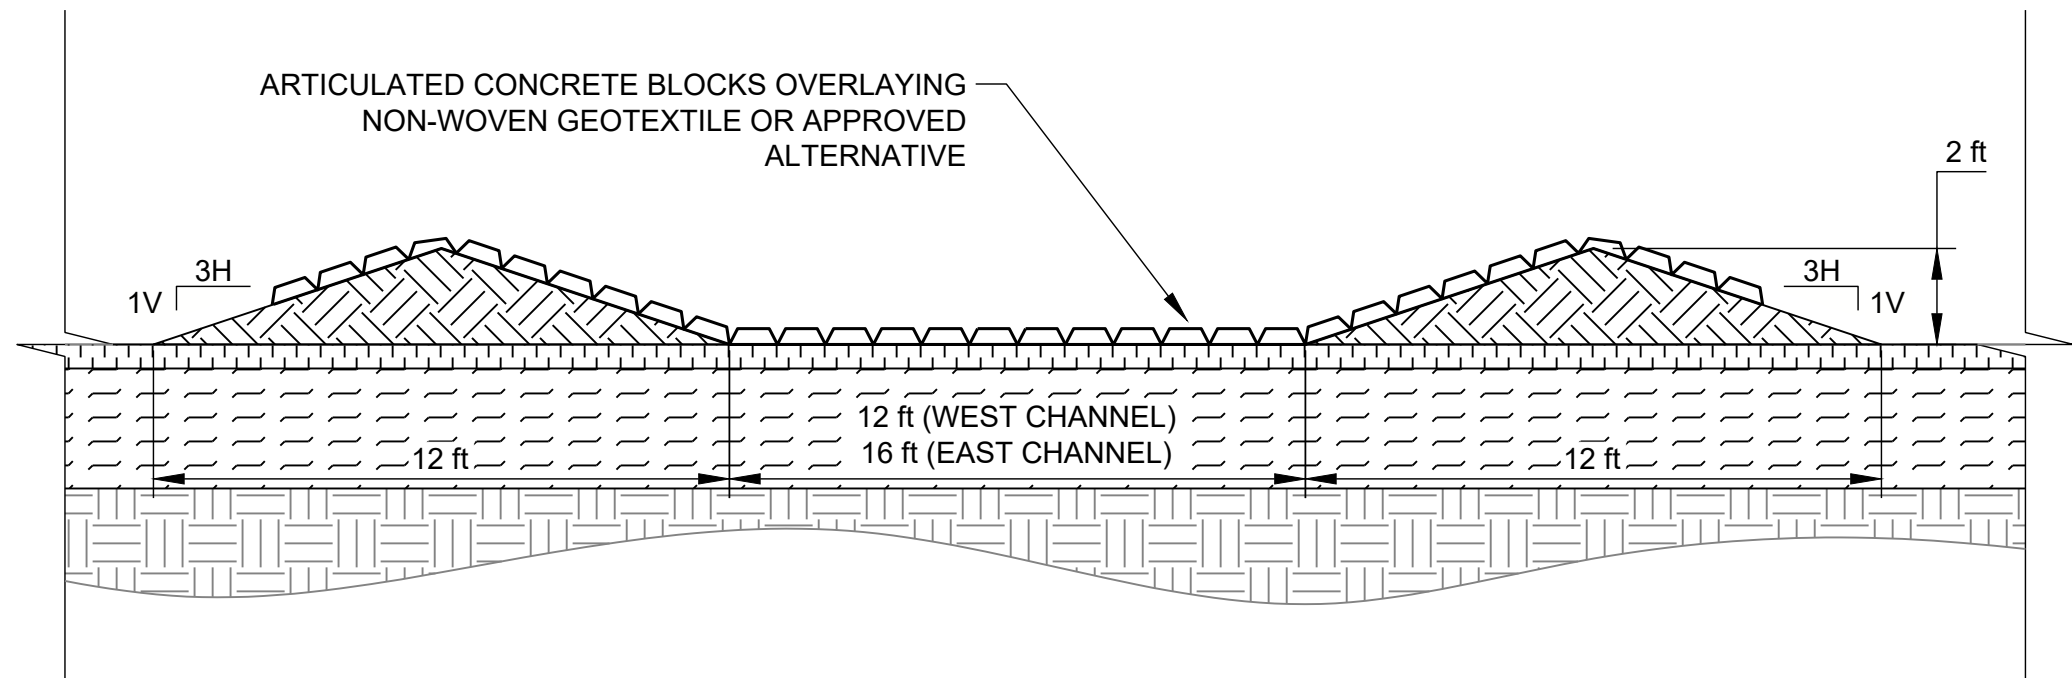 ARTICULATED CONCRETE BLOCKS OVERLAYING
NON-WOVEN GEOTEXTILE OR APPROVED
ALTERNATIVE
2 ft
3H
1V
3H
1V
12 ft (WEST CHANNEL)
16 ft (EAST CHANNEL)
12 ft
12 ft